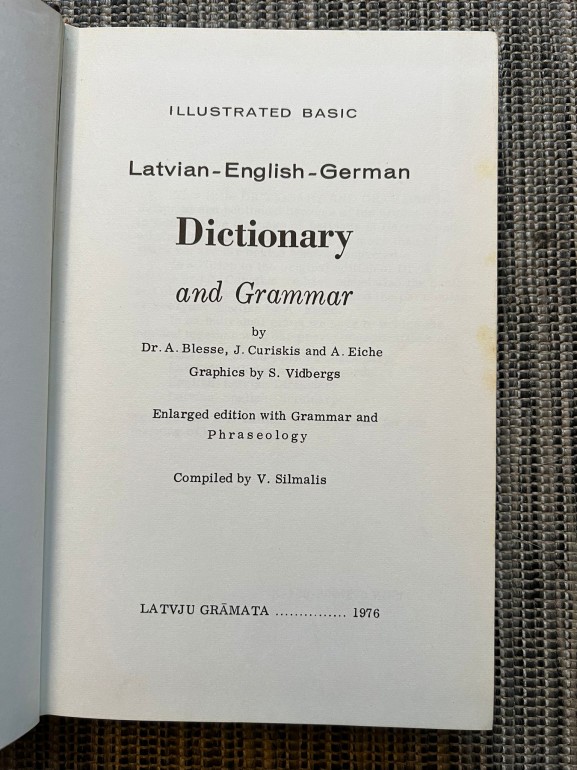 ILLUSTRATED BASIC
Latvian-English-German
Dictionary
and Grammar
by
Dr. A. Blesse, J. Curiskis and A. Eiche
Graphics by S. Vidbergs
Enlarged edition with Grammar and
Phraseology
Compiled by V. Silmalis
LATVJU GRĀMATA ............... 1976